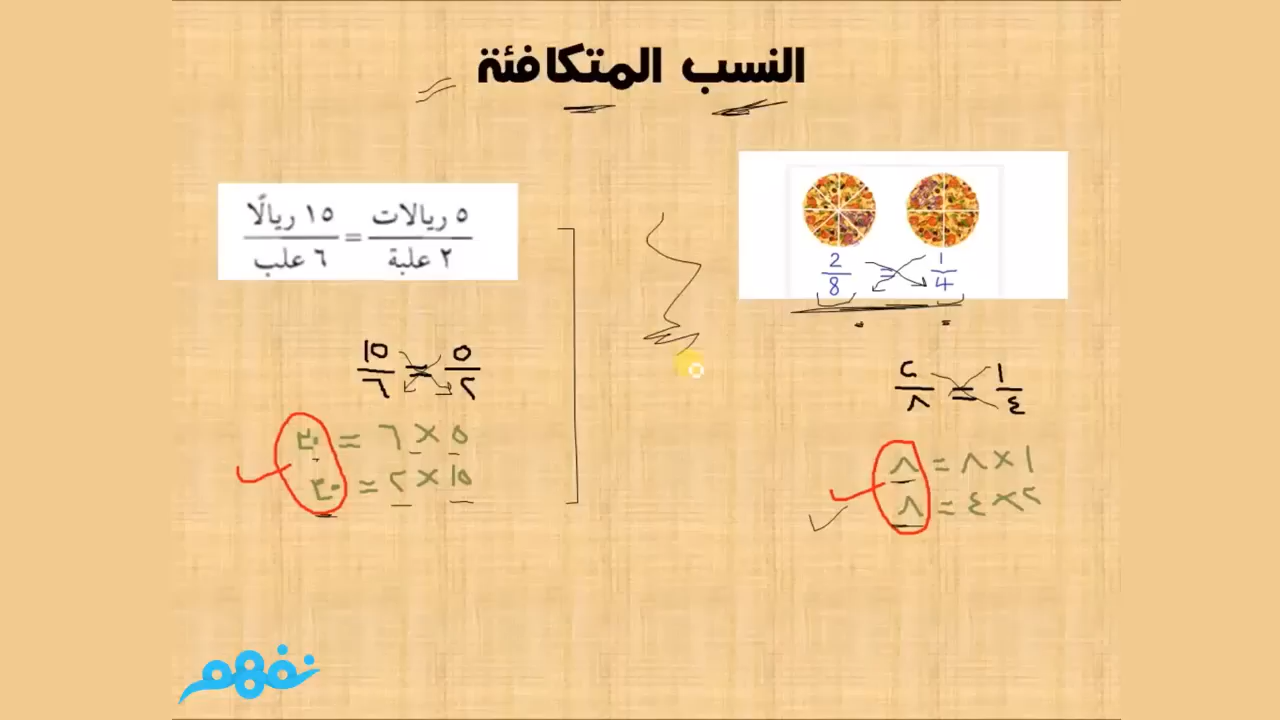 النسب المتكافئة
1/4 = 2/8
١/٤ = ٢/٨
١ × ٨ = ٨
٢ × ٤ = ٨
٥ ريالات / ٢ علبة = ١٥ ريالًا / ٦ علب
٥/٢ = ١٥/٦
٥ × ٦ = ٣٠
١٥ × ٢ = ٣٠
نفهم